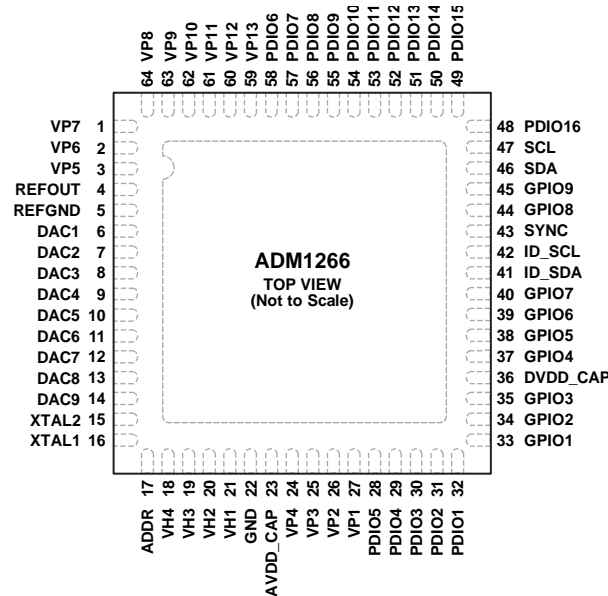 64 VP8
63 VP9
62 VP10
61 VP11
60 VP12
59 VP13
58 PDIO6
57 PDIO7
56 PDIO8
55 PDIO9
54 PDIO10
53 PDIO11
52 PDIO12
51 PDIO13
50 PDIO14
49 PDIO15
VP7 1
VP6 2
VP5 3
REFOUT 4
REFGND 5
DAC1 6
DAC2 7
DAC3 8
DAC4 9
DAC5 10
DAC6 11
DAC7 12
DAC8 13
DAC9 14
XTAL2 15
XTAL1 16
ADM1266
TOP VIEW
(Not to Scale)
48 PDIO16
47 SCL
46 SDA
45 GPIO9
44 GPIO8
43 SYNC
42 ID_SCL
41 ID_SDA
40 GPIO7
39 GPIO6
38 GPIO5
37 GPIO4
36 DVDD_CAP
35 GPIO3
34 GPIO2
33 GPIO1
ADDR 17
VH4 18
VH3 19
VH2 20
VH1 21
GND 22
AVDD_CAP 23
VP4 24
VP3 25
VP2 26
VP1 27
PDIO5 28
PDIO4 29
PDIO3 30
PDIO2 31
PDIO1 32